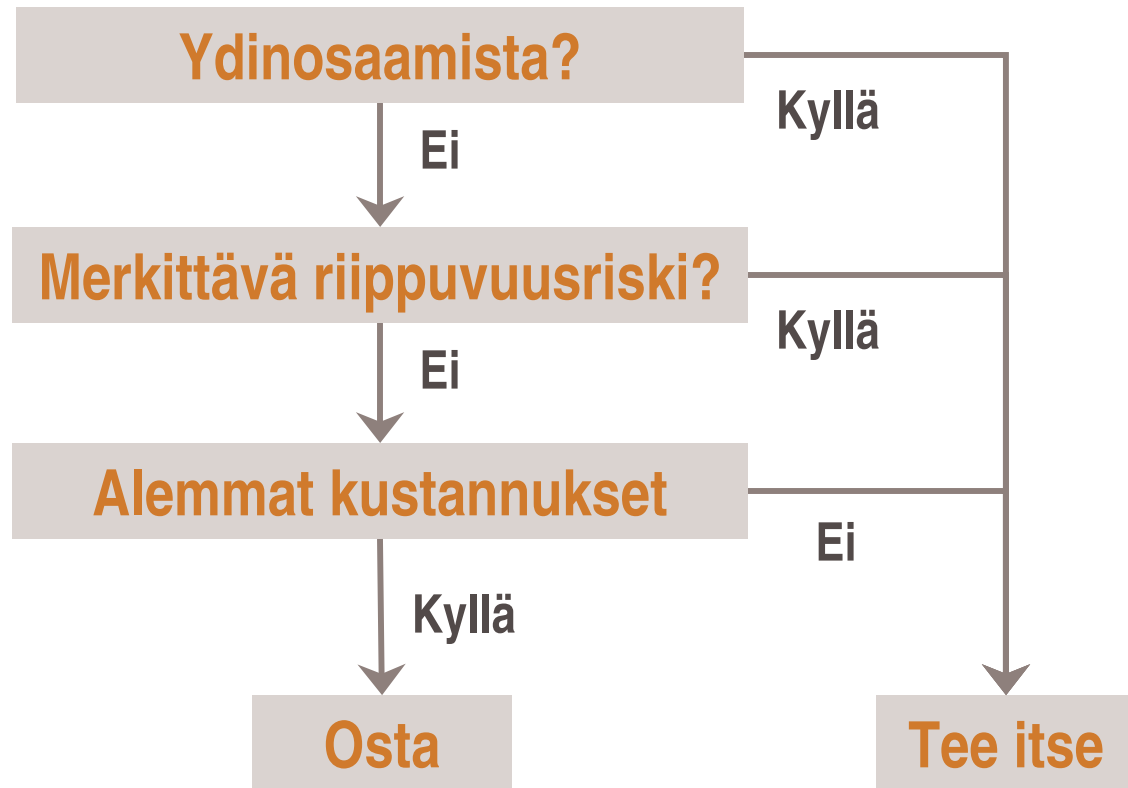 Ydinosaamista?
Kyllä
Ei
Merkittävä riippuvuusriski?
Kyllä
Ei
Alemmat kustannukset
Ei
Kyllä
Osta
Tee itse